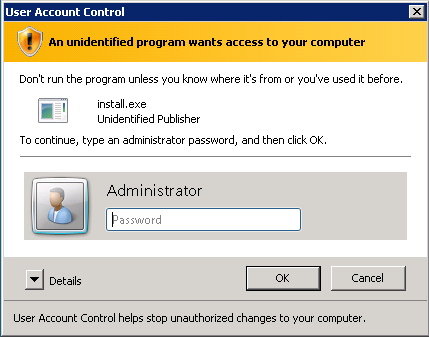 User Account Control
An unidentified program wants access to your computer
Don't run the program unless you know where it's from or you've used it before.
install.exe
Unidentified Publisher
To continue, type an administrator password, and then click OK.
Administrator
Password
Details
OK
Cancel
User Account Control helps stop unauthorized changes to your computer.